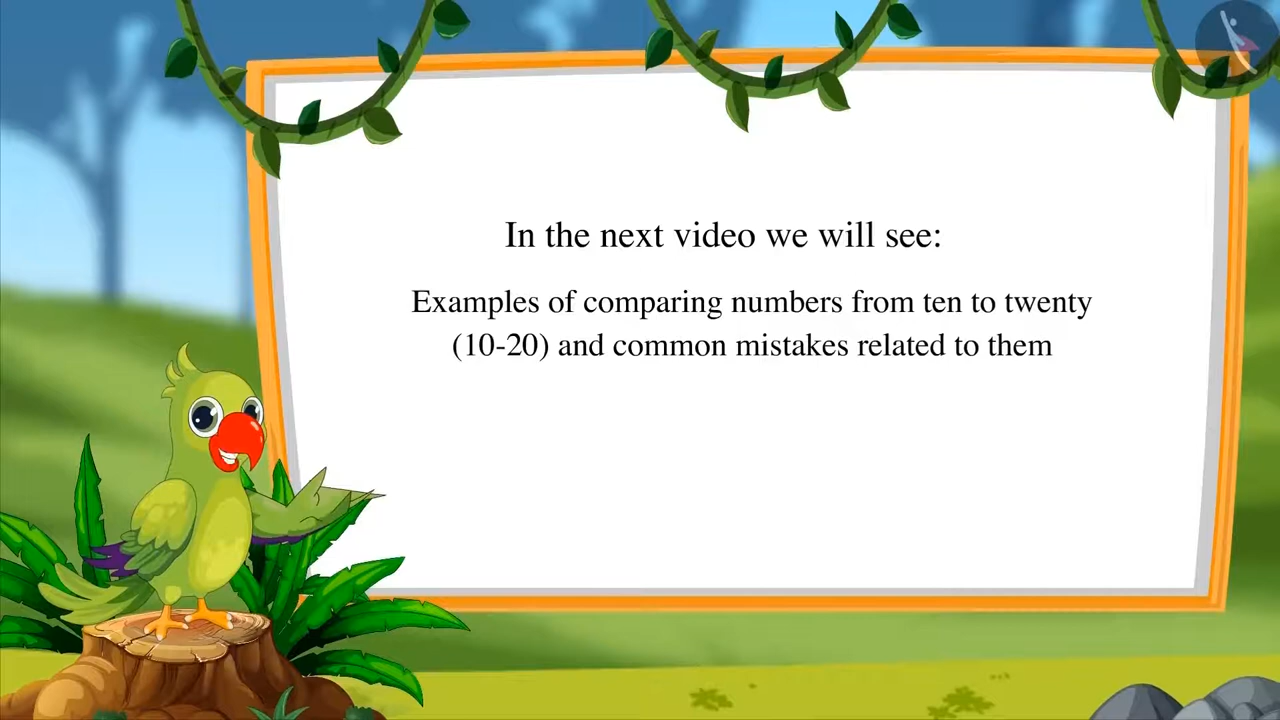 In the next video we will see:
Examples of comparing numbers from ten to twenty
(10-20) and common mistakes related to them